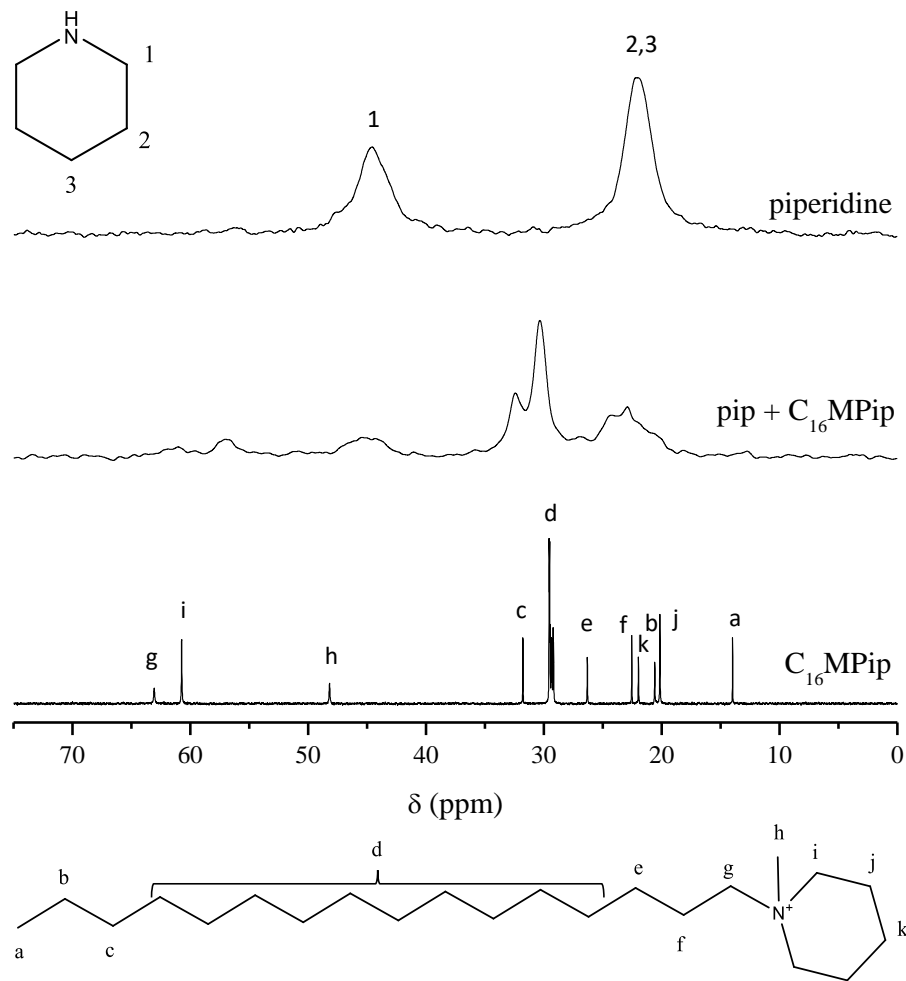 H
N
1
2
3
1
2,3
piperidine
pip + C₁₆MPip
g
i
h
c
d
e
f
k
b
j
a
C₁₆MPip
70 60 50 40 30 20 10 0
δ (ppm)
a
b
c
d
e
f
g
h
N⁺
i
j
k